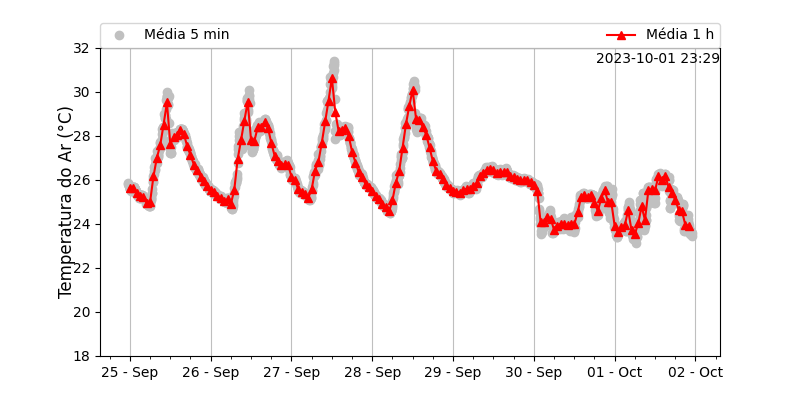 Média 5 min
Média 1 h
2023-10-01 23:29
Temperatura do Ar (°C)
32
30
28
26
24
22
20
18
25 - Sep
26 - Sep
27 - Sep
28 - Sep
29 - Sep
30 - Sep
01 - Oct
02 - Oct